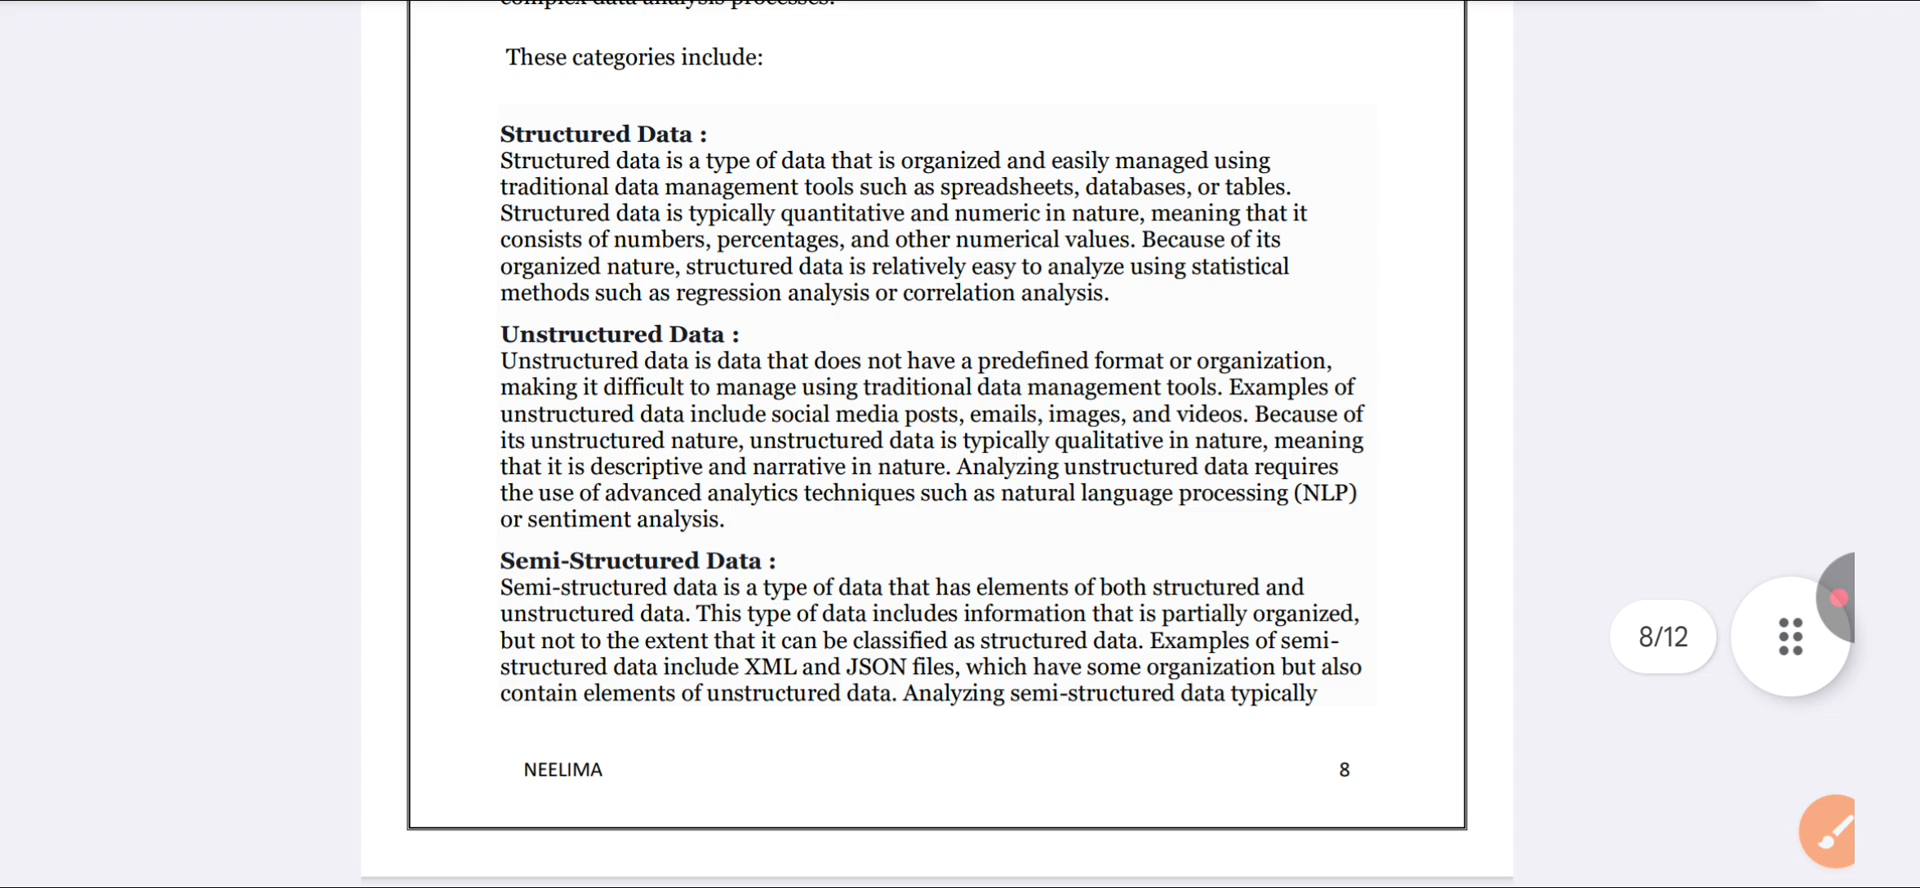 complex data analysis processes.
These categories include:
Structured Data :
Structured data is a type of data that is organized and easily managed using
traditional data management tools such as spreadsheets, databases, or tables.
Structured data is typically quantitative and numeric in nature, meaning that it
consists of numbers, percentages, and other numerical values. Because of its
organized nature, structured data is relatively easy to analyze using statistical
methods such as regression analysis or correlation analysis.
Unstructured Data :
Unstructured data is data that does not have a predefined format or organization,
making it difficult to manage using traditional data management tools. Examples of
unstructured data include social media posts, emails, images, and videos. Because of
its unstructured nature, unstructured data is typically qualitative in nature, meaning
that it is descriptive and narrative in nature. Analyzing unstructured data requires
the use of advanced analytics techniques such as natural language processing (NLP)
or sentiment analysis.
Semi-Structured Data :
Semi-structured data is a type of data that has elements of both structured and
unstructured data. This type of data includes information that is partially organized,
but not to the extent that it can be classified as structured data. Examples of semi-
structured data include XML and JSON files, which have some organization but also
contain elements of unstructured data. Analyzing semi-structured data typically
8/12
NEELIMA 8